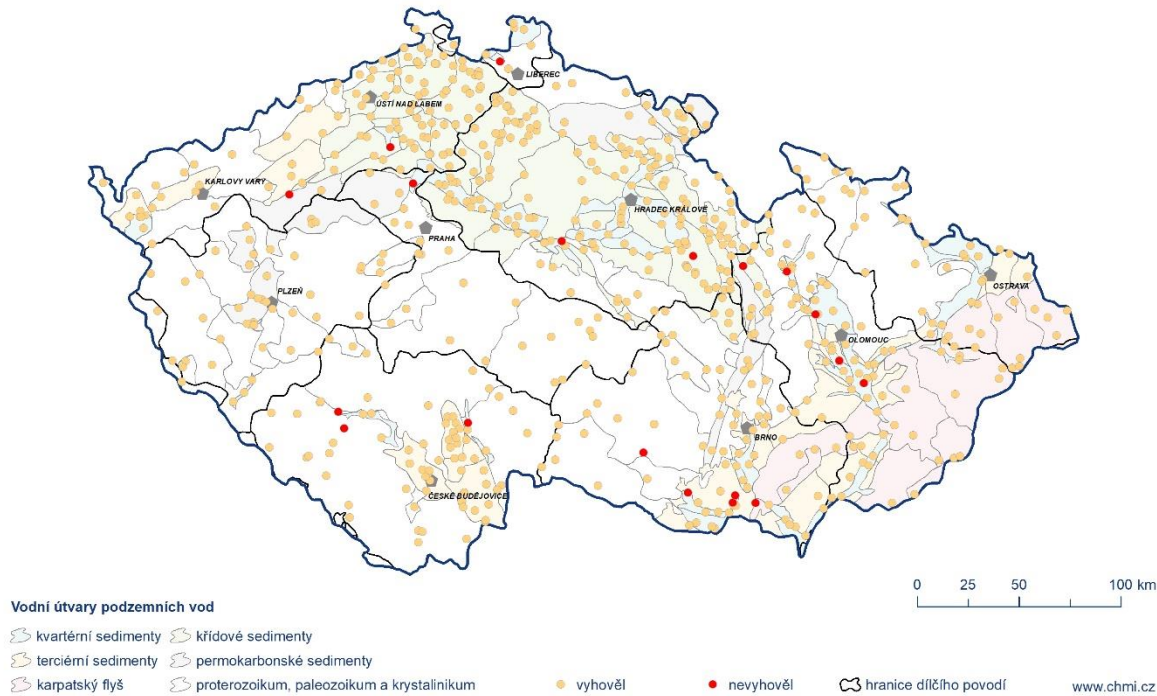 LIBEREC
ÚSTÍ NAD LABEM
KARLOVY VARY
HRADEC KRÁLOVÉ
PRAHA
OSTRAVA
PLZEŇ
OLOMOUC
BRNO
ČESKÉ BUDĚJOVICE
0 25 50 100 km
Vodní útvary podzemních vod
kvartérní sedimenty křídové sedimenty
terciérní sedimenty permokarbonské sedimenty
karpatský flyš proterozoikum, paleozoikum a krystalinikum vyhověl nevyhověl hranice dílčího povodí www.chmi.cz